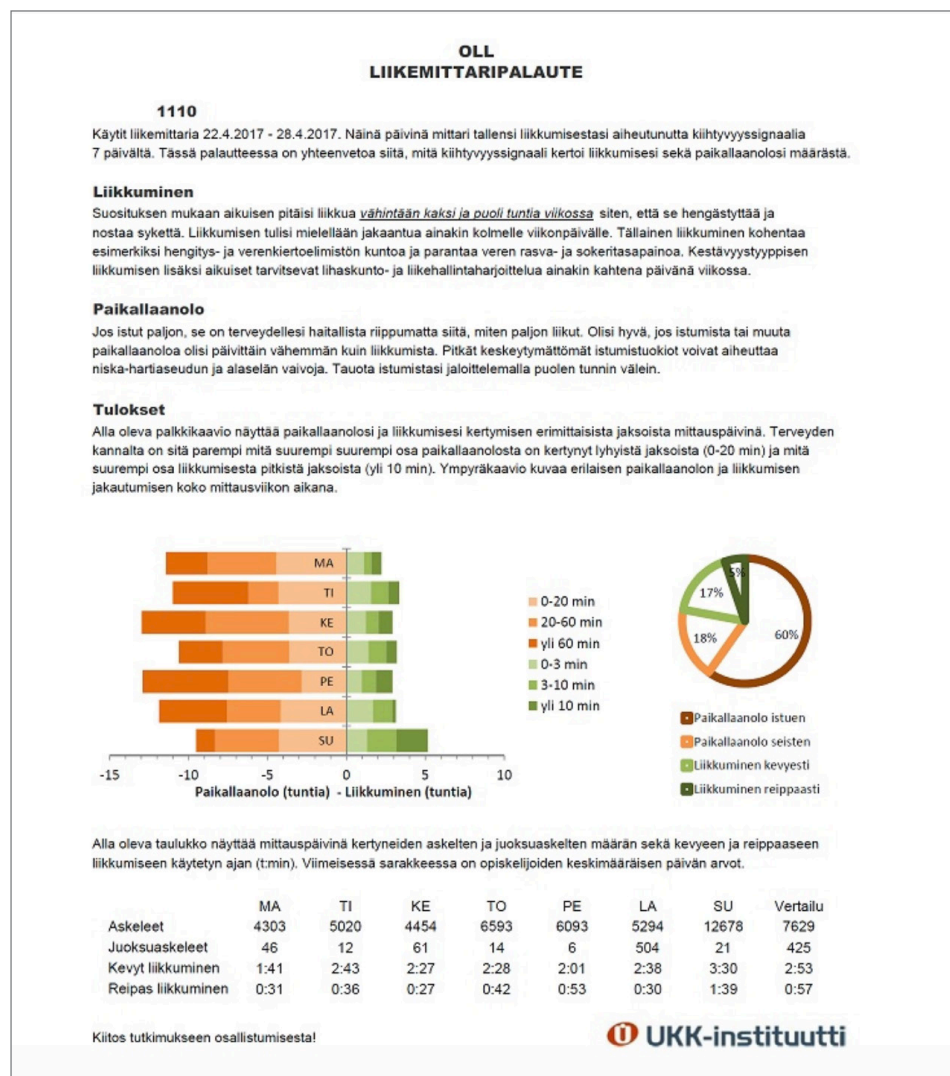 OLL
LIIKEMITTARIPALAUTE
1110
Käytit liikemittaria 22.4.2017 - 28.4.2017. Näinä päivinä mittari tallensi liikkumisestasi aiheutunutta kiihtyvyyssignaalia
7 päivältä. Tässä palautteessa on yhteenvetoa siitä, mitä kiihtyvyyssignaali kertoi liikkumisesi sekä paikallaanolosi määrästä.
Liikkuminen
Suosituksen mukaan aikuisen pitäisi liikkua vähintään kaksi ja puoli tuntia viikossa siten, että se hengästyttää ja
nostaa sykettä. Liikkumisen tulisi mielellään jakaantua ainakin kolmelle viikonpäivälle. Tällainen liikkuminen kohentaa
esimerkiksi hengitys- ja verenkiertoelimistön kuntoa ja parantaa veren rasva- ja sokeritasapainoa. Kestävyystyyppisen
liikkumisen lisäksi aikuiset tarvitsevat lihaskunto- ja liikehallintaharjoittelua ainakin kahtena päivänä viikossa.
Paikallaanolo
Jos istut paljon, se on terveydellesi haitallista riippumatta siitä, miten paljon liikut. Olisi hyvä, jos istumista tai muuta
paikallaanoloa olisi päivittäin vähemmän kuin liikkumista. Pitkät keskeytymättömät istumistuokiot voivat aiheuttaa
niska-hartiaseudun ja alaselän vaivoja. Tauota istumistasi jaloittelemalla puolen tunnin välein.
Tulokset
Alla oleva palkkikaavio näyttää paikallaanolosi ja liikkumisesi kertymisen erimittaisista jaksoista mittauspäivinä. Terveyden
kannalta on sitä parempi mitä suurempi suurempi osa paikallaanolosta on kertynyt lyhyistä jaksoista (0-20 min) ja mitä
suurempi osa liikkumisesta pitkistä jaksoista (yli 10 min). Ympyräkaavio kuvaa erilaisen paikallaanolon ja liikkumisen
jakautumisen koko mittausviikon aikana.
MA
TI
KE
TO
PE
LA
SU
-15 -10 -5 0 5 10
Paikallaanolo (tuntia) - Liikkuminen (tuntia)
0-20 min
20-60 min
yli 60 min
0-3 min
3-10 min
yli 10 min
5%
17%
18%
60%
Paikallaanolo istuen
Paikallaanolo seisten
Liikkuminen kevyesti
Liikkuminen reippaasti
Alla oleva taulukko näyttää mittauspäivinä kertyneiden askelten ja juoksuaskelten määrän sekä kevyeen ja reippaaseen
liikkumiseen käytetyn ajan (t:min). Viimeisessä sarakkeessa on opiskelijoiden keskimääräisen päivän arvot.
MA TI KE TO PE LA SU Vertailu
Askeleet 4303 5020 4454 6593 6093 5294 12678 7629
Juoksuaskeleet 46 12 61 14 6 504 21 425
Kevyt liikkuminen 1:41 2:43 2:27 2:28 2:01 2:38 3:30 2:53
Reipas liikkuminen 0:31 0:36 0:27 0:42 0:53 0:30 1:39 0:57
Kiitos tutkimukseen osallistumisesta!
UKK-instituutti